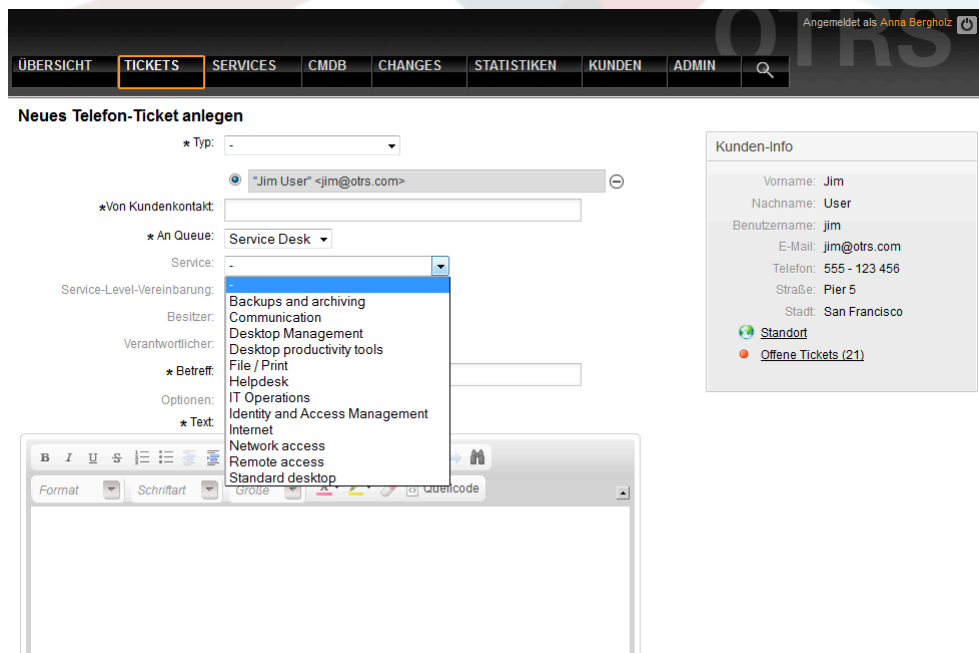 OTRS
Angemeldet als Anna Bergholz
ÜBERSICHT TICKETS SERVICES CMDB CHANGES STATISTIKEN KUNDEN ADMIN
Neues Telefon-Ticket anlegen
* Typ: -
"Jim User" <jim@otrs.com>
*Von Kundenkontakt:
* An Queue: Service Desk
Service: -
-
Backups and archiving
Communication
Desktop Management
Desktop productivity tools
File / Print
Helpdesk
IT Operations
Identity and Access Management
Internet
Network access
Remote access
Standard desktop
Service-Level-Vereinbarung:
Besitzer:
Verantwortlicher:
* Betreff:
Optionen:
* Text:
B I U S
Format Schriftart Größe A Quellcode
Kunden-Info
Vorname: Jim
Nachname: User
Benutzername: jim
E-Mail: jim@otrs.com
Telefon: 555 - 123 456
Straße: Pier 5
Stadt: San Francisco
Standort
Offene Tickets (21)